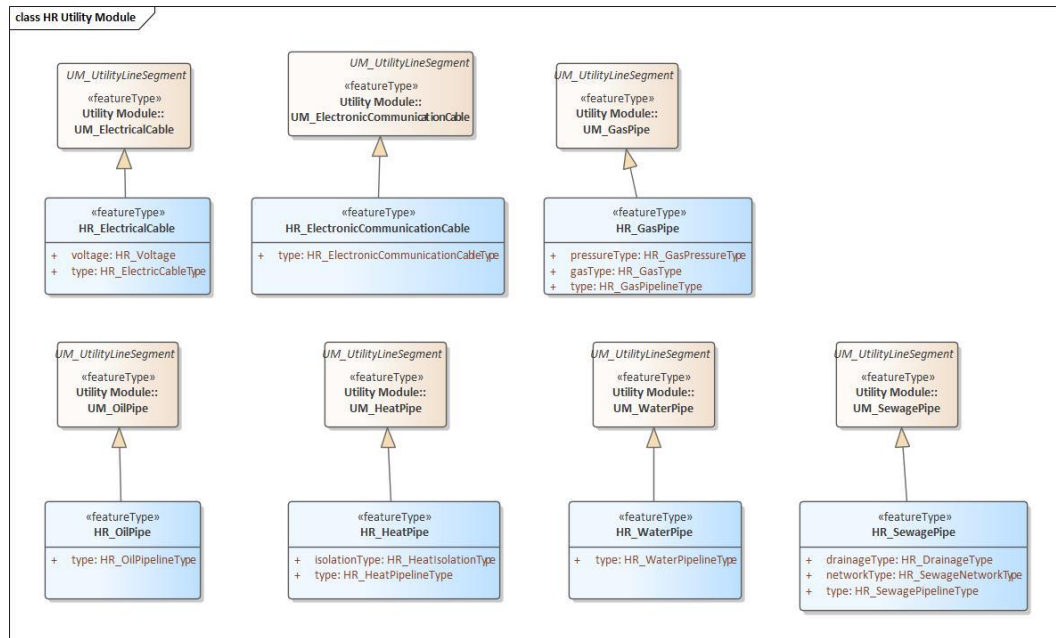 class HR Utility Module
UM_UtilityLineSegment
«featureType»
Utility Module::
UM_ElectricalCable
UM_UtilityLineSegment
«featureType»
Utility Module::
UM_ElectronicCommunicationCable
UM_UtilityLineSegment
«featureType»
Utility Module::
UM_GasPipe
«featureType»
HR_ElectricalCable
+ voltage: HR_Voltage
+ type: HR_ElectricCableType
«featureType»
HR_ElectronicCommunicationCable
+ type: HR_ElectronicCommunicationCableType
«featureType»
HR_GasPipe
+ pressureType: HR_GasPressureType
+ gasType: HR_GasType
+ type: HR_GasPipelineType
UM_UtilityLineSegment
«featureType»
Utility Module::
UM_OilPipe
UM_UtilityLineSegment
«featureType»
Utility Module::
UM_HeatPipe
UM_UtilityLineSegment
«featureType»
Utility Module::
UM_WaterPipe
UM_UtilityLineSegment
«featureType»
Utility Module::
UM_SewagePipe
«featureType»
HR_OilPipe
+ type: HR_OilPipelineType
«featureType»
HR_HeatPipe
+ isolationType: HR_HeatIsolationType
+ type: HR_HeatPipelineType
«featureType»
HR_WaterPipe
+ type: HR_WaterPipelineType
«featureType»
HR_SewagePipe
+ drainageType: HR_DrainageType
+ networkType: HR_SewageNetworkType
+ type: HR_SewagePipelineType